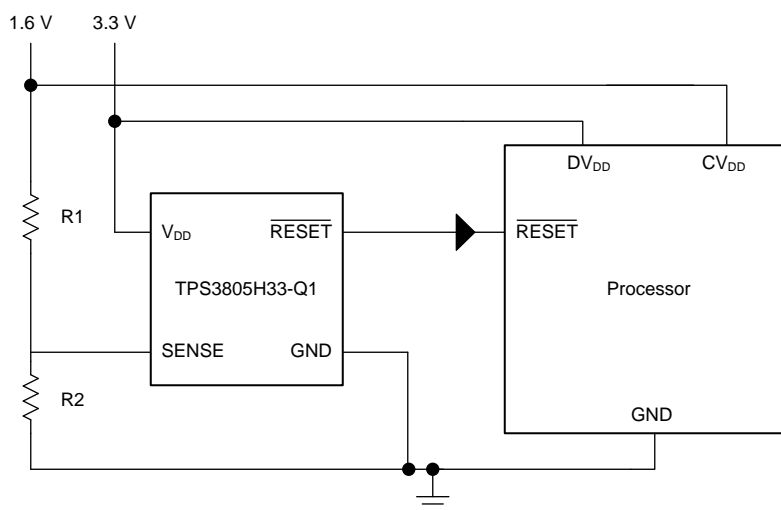 1.6 V
3.3 V
DV_DD
CV_DD
R1
V_DD
RESET
RESET
TPS3805H33-Q1
Processor
SENSE
GND
R2
GND